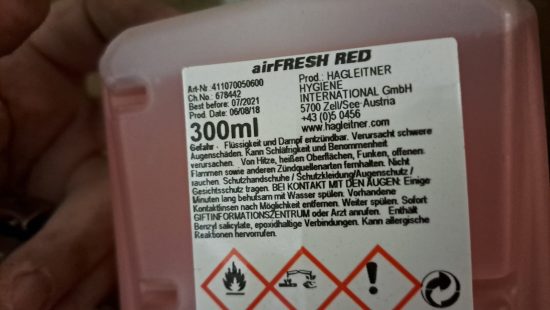 airFRESH RED
Art-Nr. 411070050600
Ch.No. 678442
Best before: 07/2021
Prod. Date: 06/08/18
300ml
Prod.: HAGLEITNER
HYGIENE
INTERNATIONAL GmbH
5700 Zell/See-Austria
+43 (0)5 0456
www.hagleitner.com
Gefahr . Flüssigkeit und Dampf entzündbar. Verursacht schwere
Augenschäden. Kann Schläfrigkeit und Benommenheit
verursachen. Von Hitze, heißen Oberflächen, Funken, offenen
Flammen sowie anderen Zündquellenarten fernhalten. Nicht
rauchen. Schutzhandschuhe / Schutzkleidung/Augenschutz /
Gesichtsschutz tragen. BEI KONTAKT MIT DEN AUGEN: Einige
Minuten lang behutsam mit Wasser spülen. Vorhandene
Kontaktlinsen nach Möglichkeit entfernen. Weiter spülen. Sofort
GIFTINFORMATIONSZENTRUM oder Arzt anrufen. Enthält
Benzyl salicylate, epoxidhaltige Verbindungen. Kann allergische
Reaktionen hervorrufen.